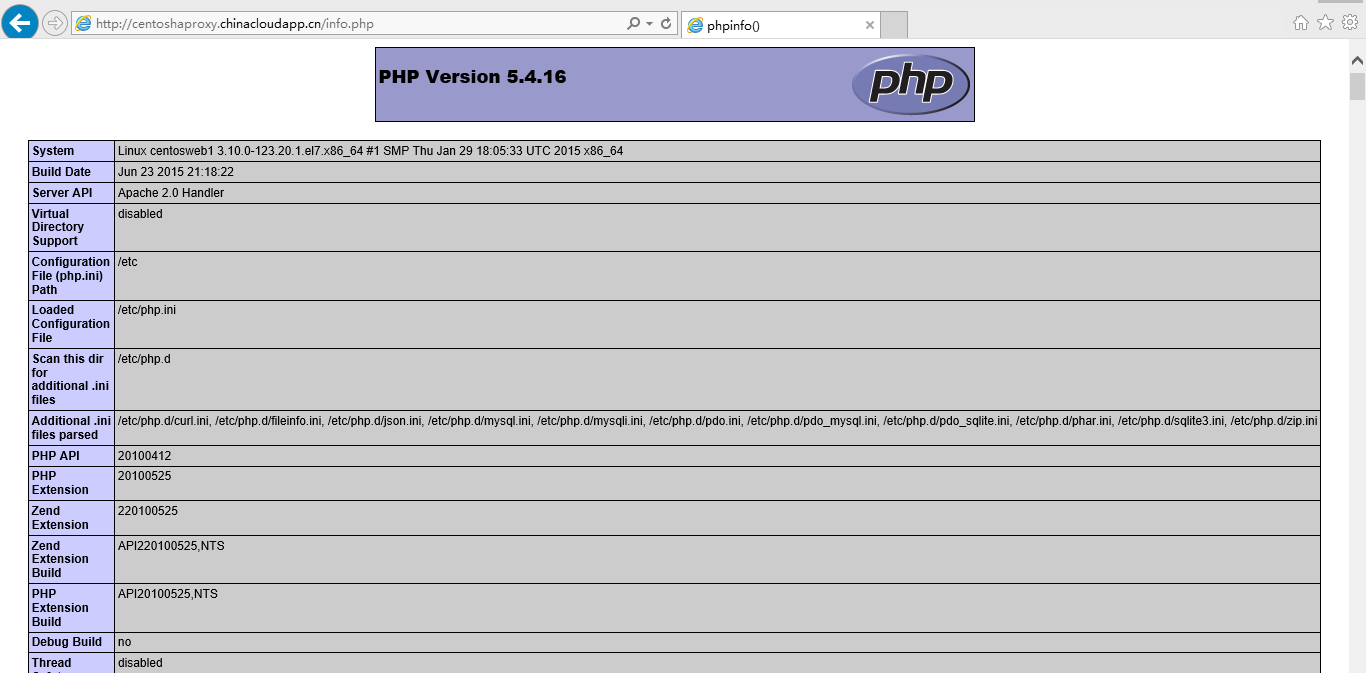 http://centoshaproxy.chinacloudapp.cn/info.php
phpinfo()
PHP Version 5.4.16
php
System Linux centosweb1 3.10.0-123.20.1.el7.x86_64 #1 SMP Thu Jan 29 18:05:33 UTC 2015 x86_64
Build Date Jun 23 2015 21:18:22
Server API Apache 2.0 Handler
Virtual disabled
Directory
Support
Configuration /etc
File (php.ini)
Path
Loaded /etc/php.ini
Configuration
File
Scan this dir /etc/php.d
for
additional .ini
files
Additional .ini /etc/php.d/curl.ini, /etc/php.d/fileinfo.ini, /etc/php.d/json.ini, /etc/php.d/mysql.ini, /etc/php.d/mysqli.ini, /etc/php.d/pdo.ini, /etc/php.d/pdo_mysql.ini, /etc/php.d/pdo_sqlite.ini, /etc/php.d/phar.ini, /etc/php.d/sqlite3.ini, /etc/php.d/zip.ini
files parsed
PHP API 20100412
PHP 20100525
Extension
Zend 220100525
Extension
Zend API220100525,NTS
Extension
Build
PHP API20100525,NTS
Extension
Build
Debug Build no
Thread disabled